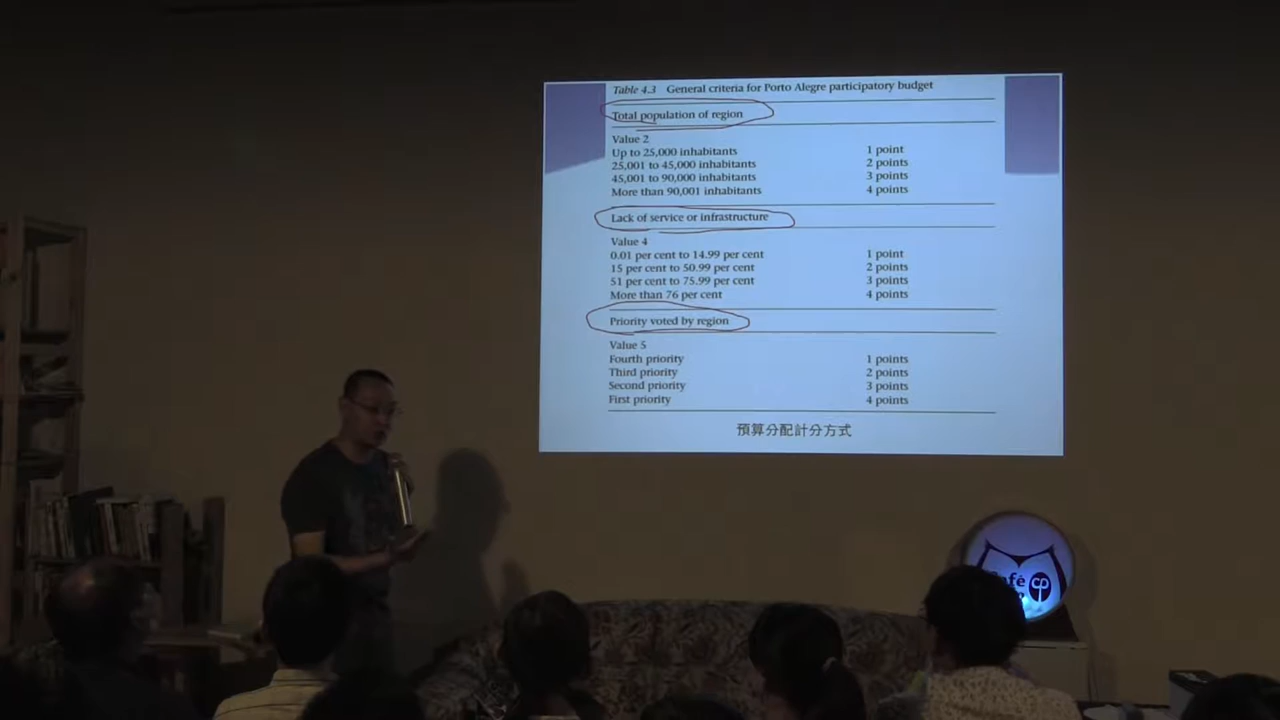 Table 4.3 General criteria for Porto Alegre participatory budget
Total population of region
Value 2
Up to 25,000 inhabitants 1 point
25,001 to 45,000 inhabitants 2 points
45,001 to 90,000 inhabitants 3 points
More than 90,001 inhabitants 4 points
Lack of service or infrastructure
Value 4
0.01 per cent to 14.99 per cent 1 point
15 per cent to 50.99 per cent 2 points
51 per cent to 75.99 per cent 3 points
More than 76 per cent 4 points
Priority voted by region
Value 5
Fourth priority 1 points
Third priority 2 points
Second priority 3 points
First priority 4 points
預算分配計分方式